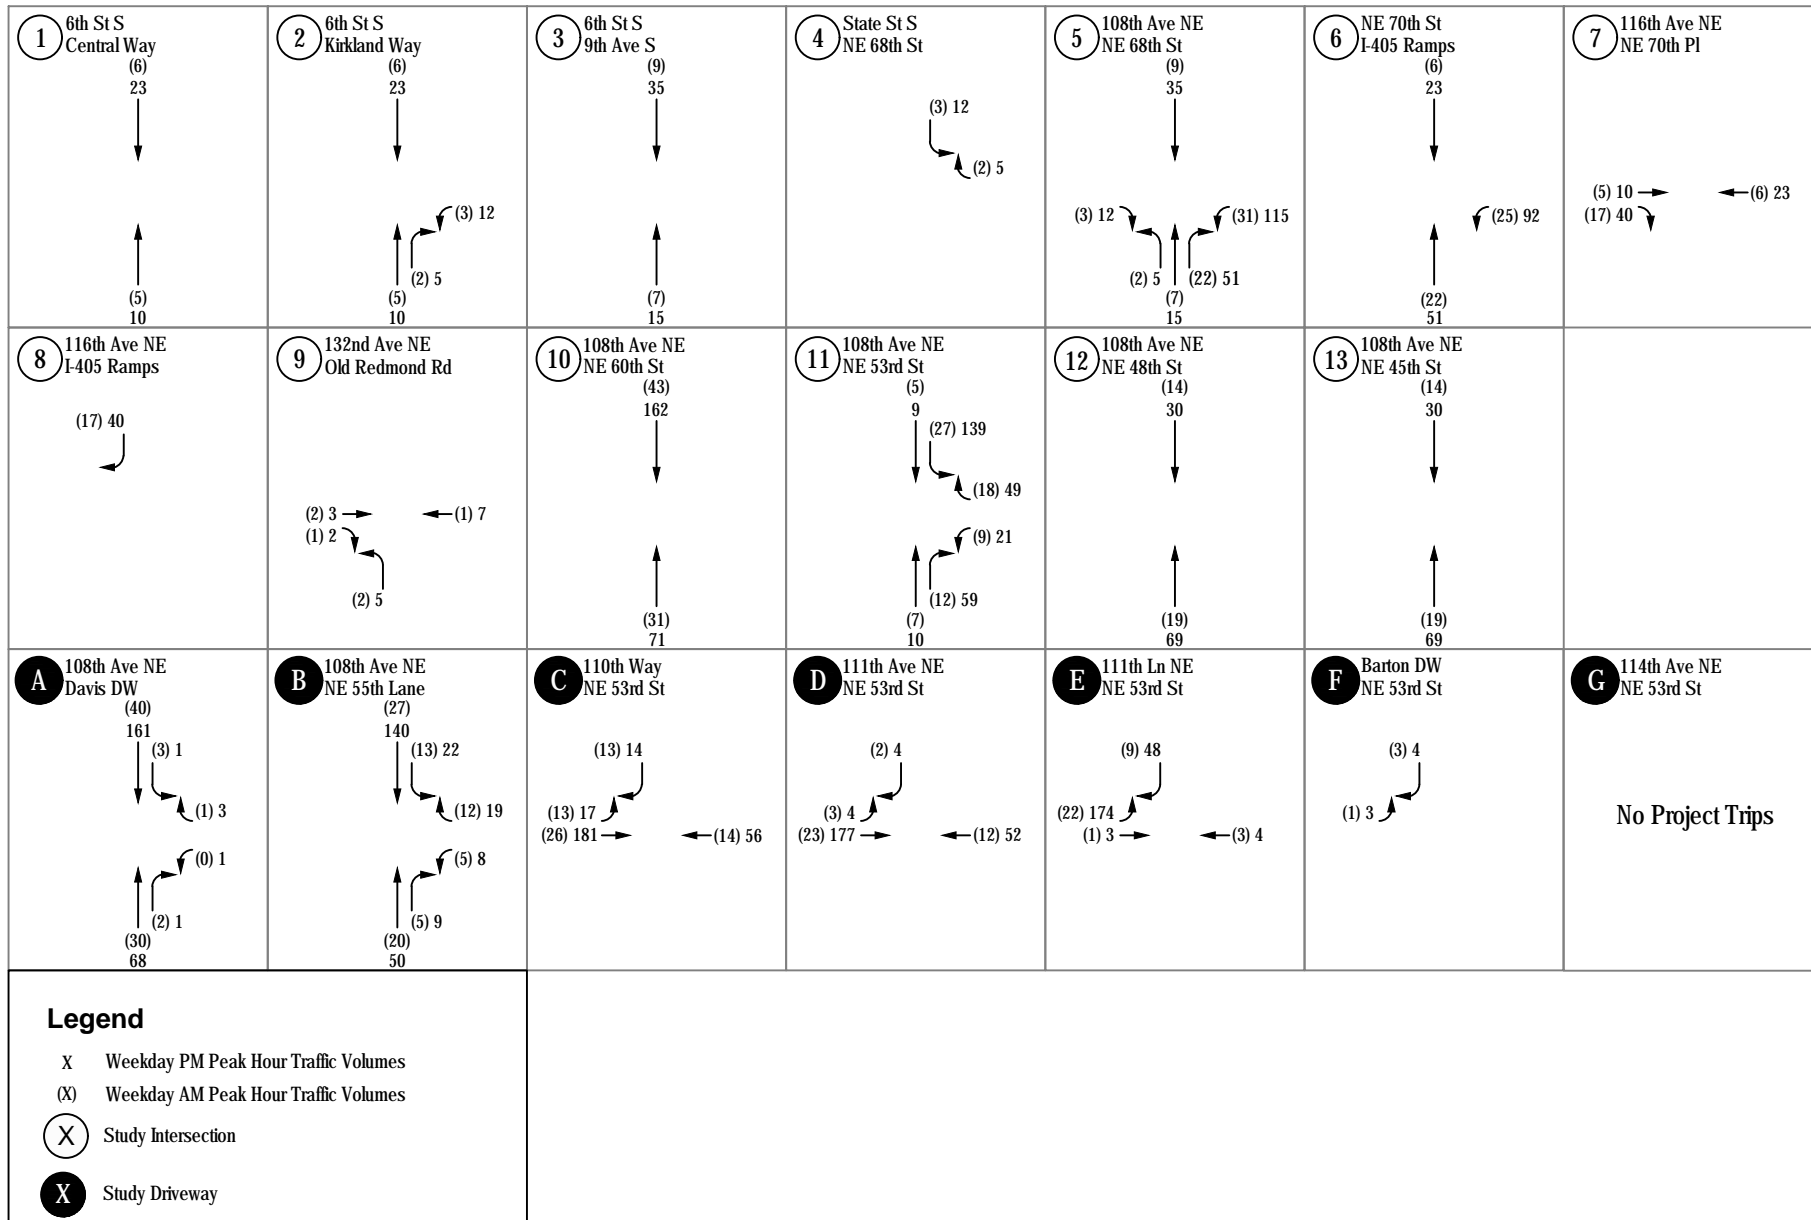 1
6th St S
Central Way
(6)
23
(5)
10
2
6th St S
Kirkland Way
(6)
23
(3) 12
(2) 5
(5)
10
3
6th St S
9th Ave S
(9)
35
(7)
15
4
State St S
NE 68th St
(3) 12
(2) 5
5
108th Ave NE
NE 68th St
(9)
35
(3) 12
(31) 115
(2) 5
(22) 51
(7)
15
6
NE 70th St
I-405 Ramps
(6)
23
(25) 92
(22)
51
7
116th Ave NE
NE 70th Pl
(5) 10
(6) 23
(17) 40
8
116th Ave NE
I-405 Ramps
(17) 40
9
132nd Ave NE
Old Redmond Rd
(2) 3
(1) 7
(1) 2
(2) 5
10
108th Ave NE
NE 60th St
(43)
162
(31)
71
11
108th Ave NE
NE 53rd St
(5)
9
(27) 139
(18) 49
(9) 21
(12) 59
(7)
10
12
108th Ave NE
NE 48th St
(14)
30
(19)
69
13
108th Ave NE
NE 45th St
(14)
30
(19)
69
A
108th Ave NE
Davis DW
(40)
161
(3) 1
(1) 3
(0) 1
(2) 1
(30)
68
B
108th Ave NE
NE 55th Lane
(27)
140
(13) 22
(12) 19
(5) 8
(5) 9
(20)
50
C
110th Way
NE 53rd St
(13) 14
(13) 17
(26) 181
(14) 56
D
111th Ave NE
NE 53rd St
(2) 4
(3) 4
(23) 177
(12) 52
E
111th Ln NE
NE 53rd St
(9) 48
(22) 174
(1) 3
(3) 4
F
Barton DW
NE 53rd St
(3) 4
(1) 3
G
114th Ave NE
NE 53rd St
No Project Trips
Legend
X Weekday PM Peak Hour Traffic Volumes
(X) Weekday AM Peak Hour Traffic Volumes
X Study Intersection
X Study Driveway